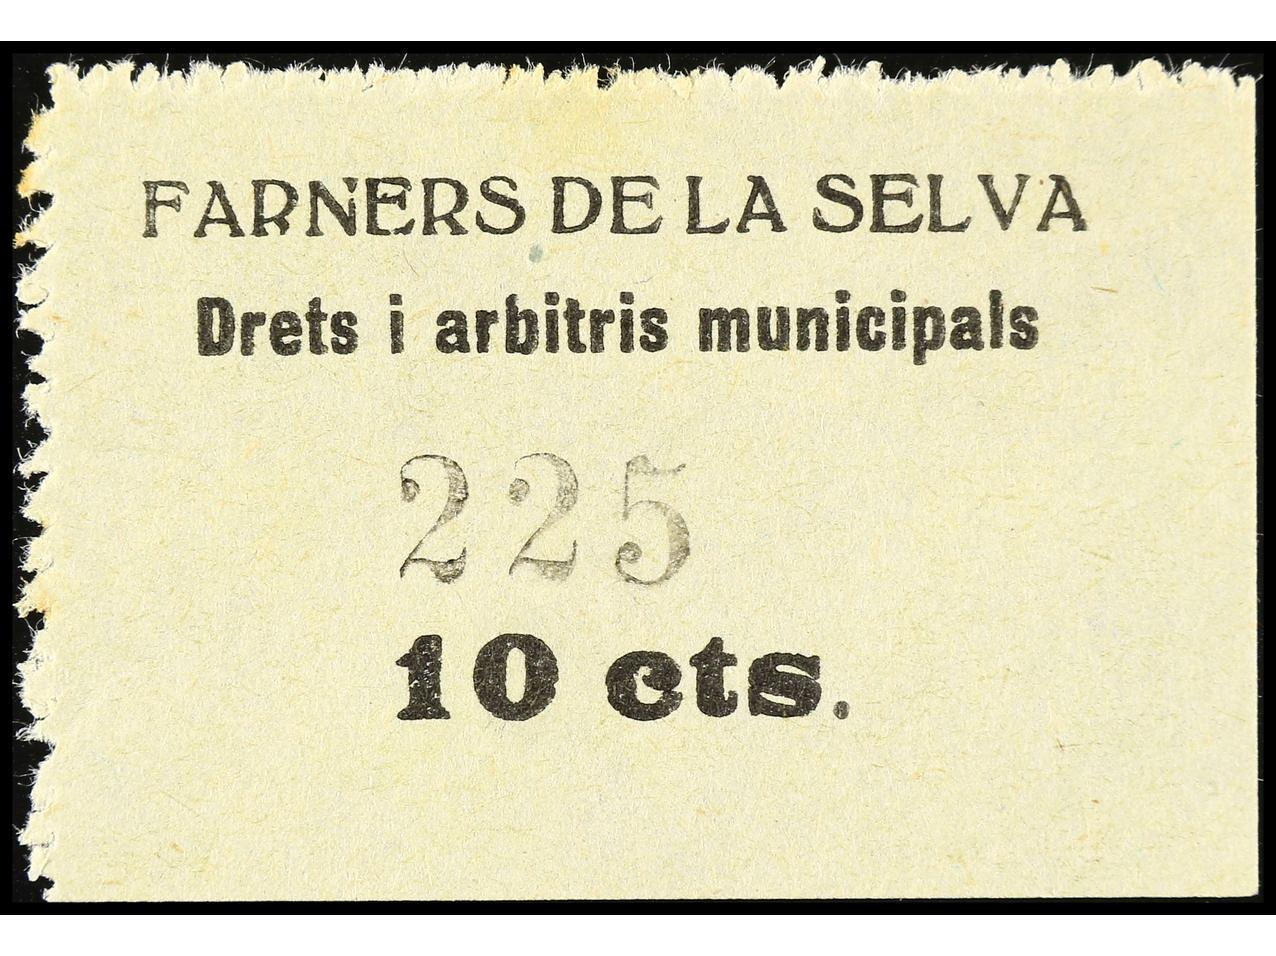 FARNERS DE LA SELVA
Drets i arbitris municipals
225
10 cts.